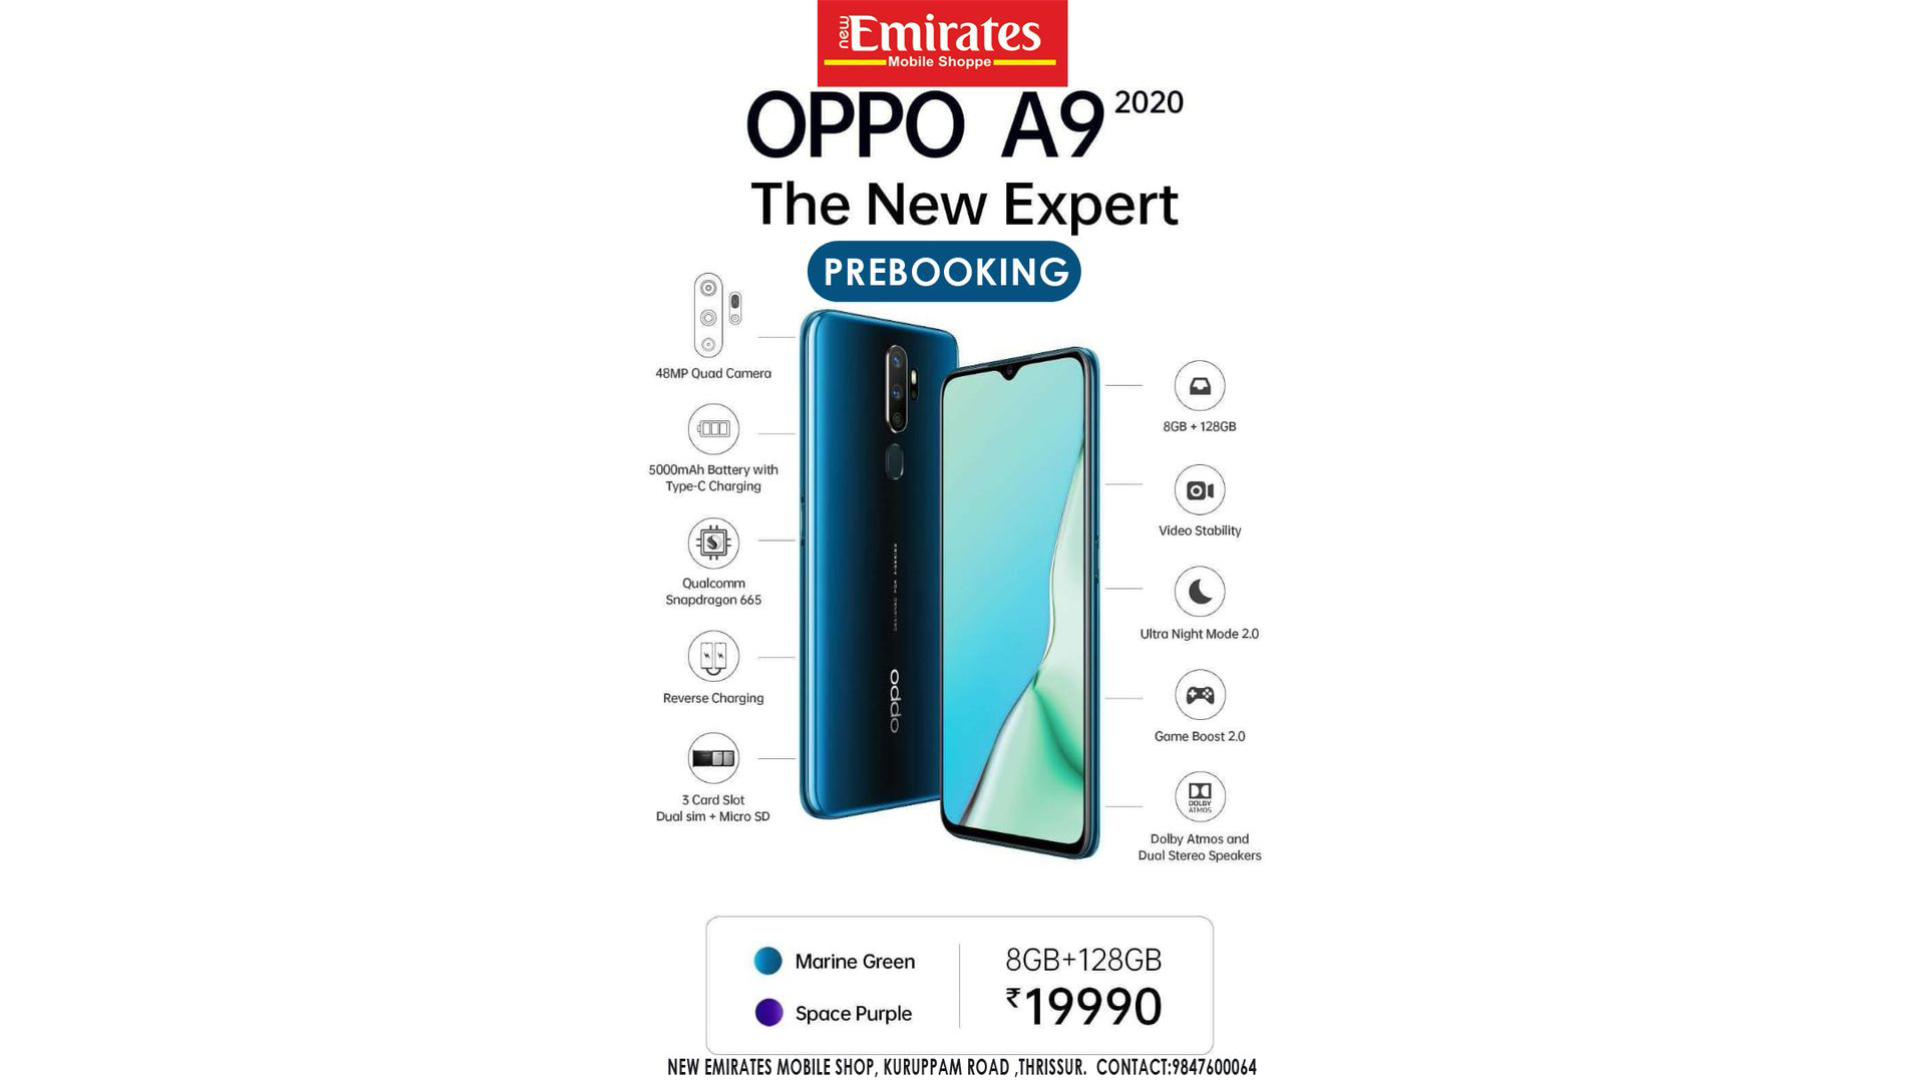 new Emirates
Mobile Shoppe
OPPO A9 2020
The New Expert
PREBOOKING
48MP Quad Camera
5000mAh Battery with
Type-C Charging
Qualcomm
Snapdragon 665
Reverse Charging
3 Card Slot
Dual sim + Micro SD
oppo
8GB + 128GB
Video Stability
Ultra Night Mode 2.0
Game Boost 2.0
DOLBY
ATMOS
Dolby Atmos and
Dual Stereo Speakers
Marine Green
Space Purple
8GB+128GB
₹19990
NEW EMIRATES MOBILE SHOP, KURUPPAM ROAD ,THRISSUR. CONTACT:9847600064